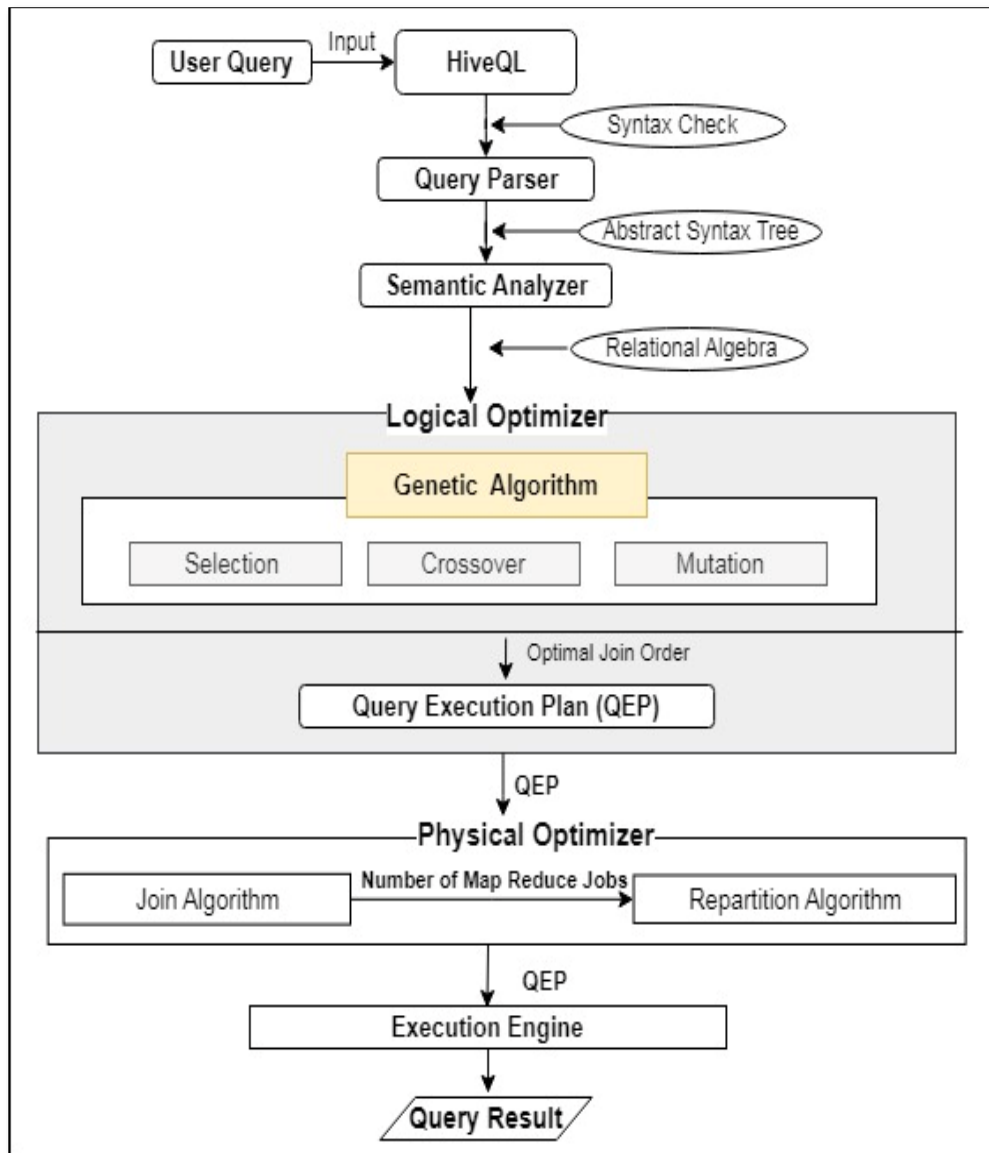 User Query
Input
HiveQL
Syntax Check
Query Parser
Abstract Syntax Tree
Semantic Analyzer
Relational Algebra
Logical Optimizer
Genetic Algorithm
Selection
Crossover
Mutation
Optimal Join Order
Query Execution Plan (QEP)
QEP
Physical Optimizer
Join Algorithm
Number of Map Reduce Jobs
Repartition Algorithm
QEP
Execution Engine
Query Result